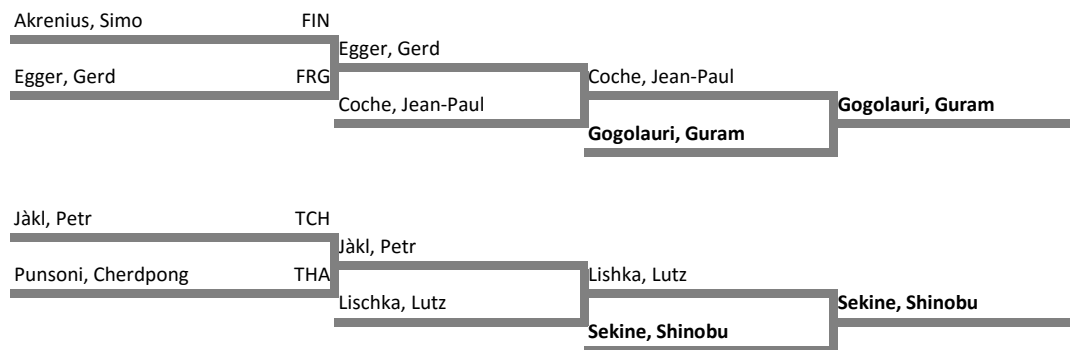 Akrenius, Simo FIN
Egger, Gerd
Egger, Gerd FRG Coche, Jean-Paul
Coche, Jean-Paul Gogolauri, Guram
Gogolauri, Guram
Jàkl, Petr TCH
Jàkl, Petr
Punsoni, Cherdpong THA Lishka, Lutz
Lischka, Lutz Sekine, Shinobu
Sekine, Shinobu